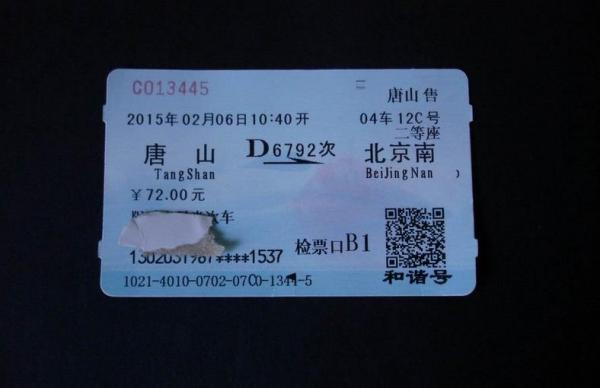 C013445
唐山 售
2015年02月06日10:40开 04车12C号
二等座
唐山 D6792次 北京南
TangShan BeiJingNan
￥72.00元
车
1302031987****1537 检票口B1
和谐号
1021-4010-0702-07C0-1344-5